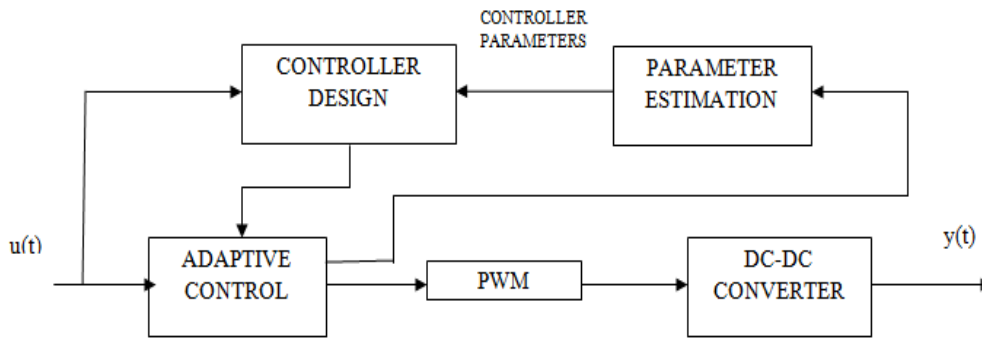 CONTROLLER
PARAMETERS
CONTROLLER
DESIGN
PARAMETER
ESTIMATION
u(t)
ADAPTIVE
CONTROL
PWM
DC-DC
CONVERTER
y(t)